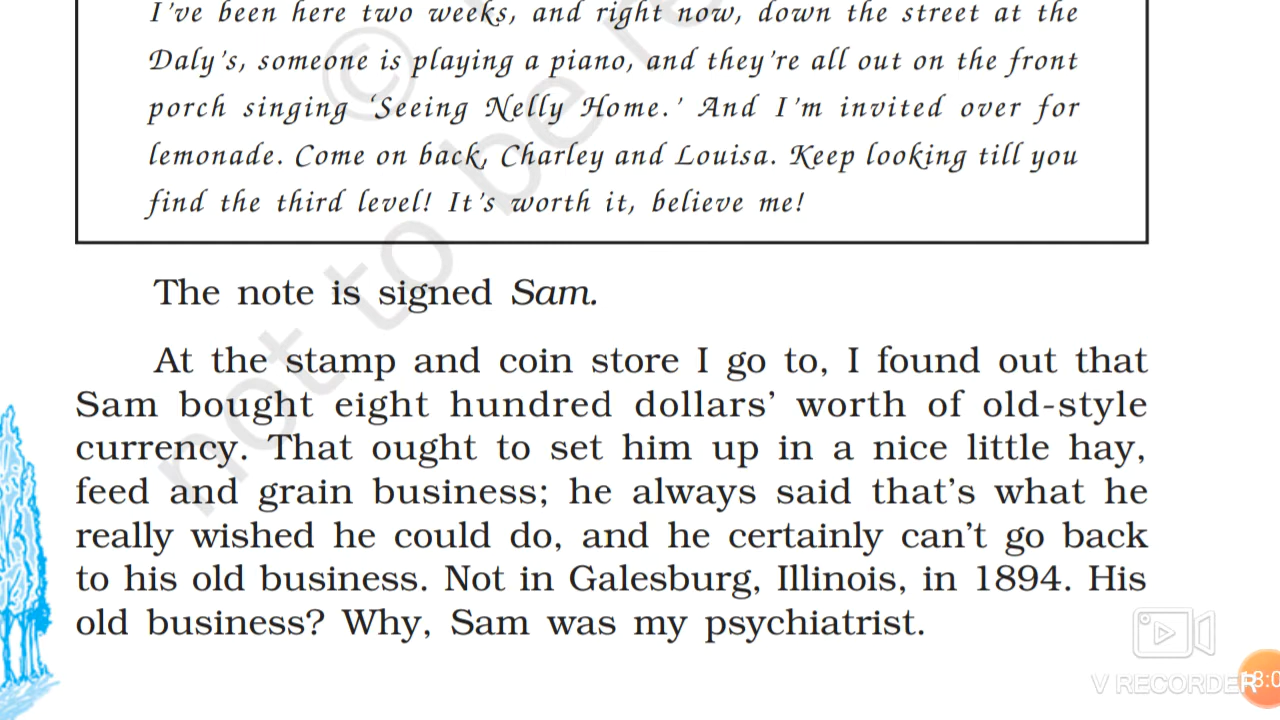 I've been here two weeks, and right now, down the street at the
Daly's, someone is playing a piano, and they're all out on the front
porch singing ‘Seeing Nelly Home.’ And I'm invited over for
lemonade. Come on back, Charley and Louisa. Keep looking till you
find the third level! It's worth it, believe me!
The note is signed Sam.
At the stamp and coin store I go to, I found out that
Sam bought eight hundred dollars’ worth of old-style
currency. That ought to set him up in a nice little hay,
feed and grain business; he always said that’s what he
really wished he could do, and he certainly can’t go back
to his old business. Not in Galesburg, Illinois, in 1894. His
old business? Why, Sam was my psychiatrist.
© not to be re
V RECORDER